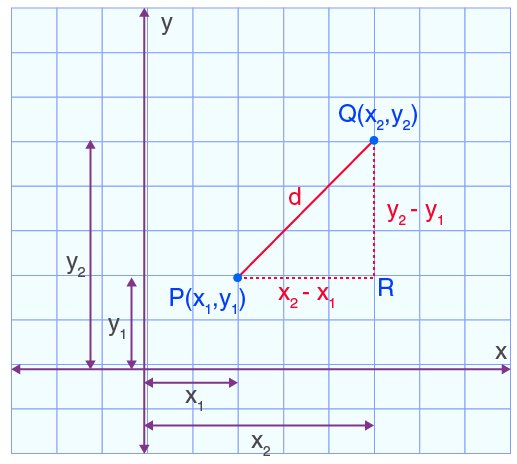 y
Q(x₂,y₂)
d
y₂ - y₁
y₂
P(x₁,y₁)
x₂ - x₁
R
y₁
x
x₁
x₂